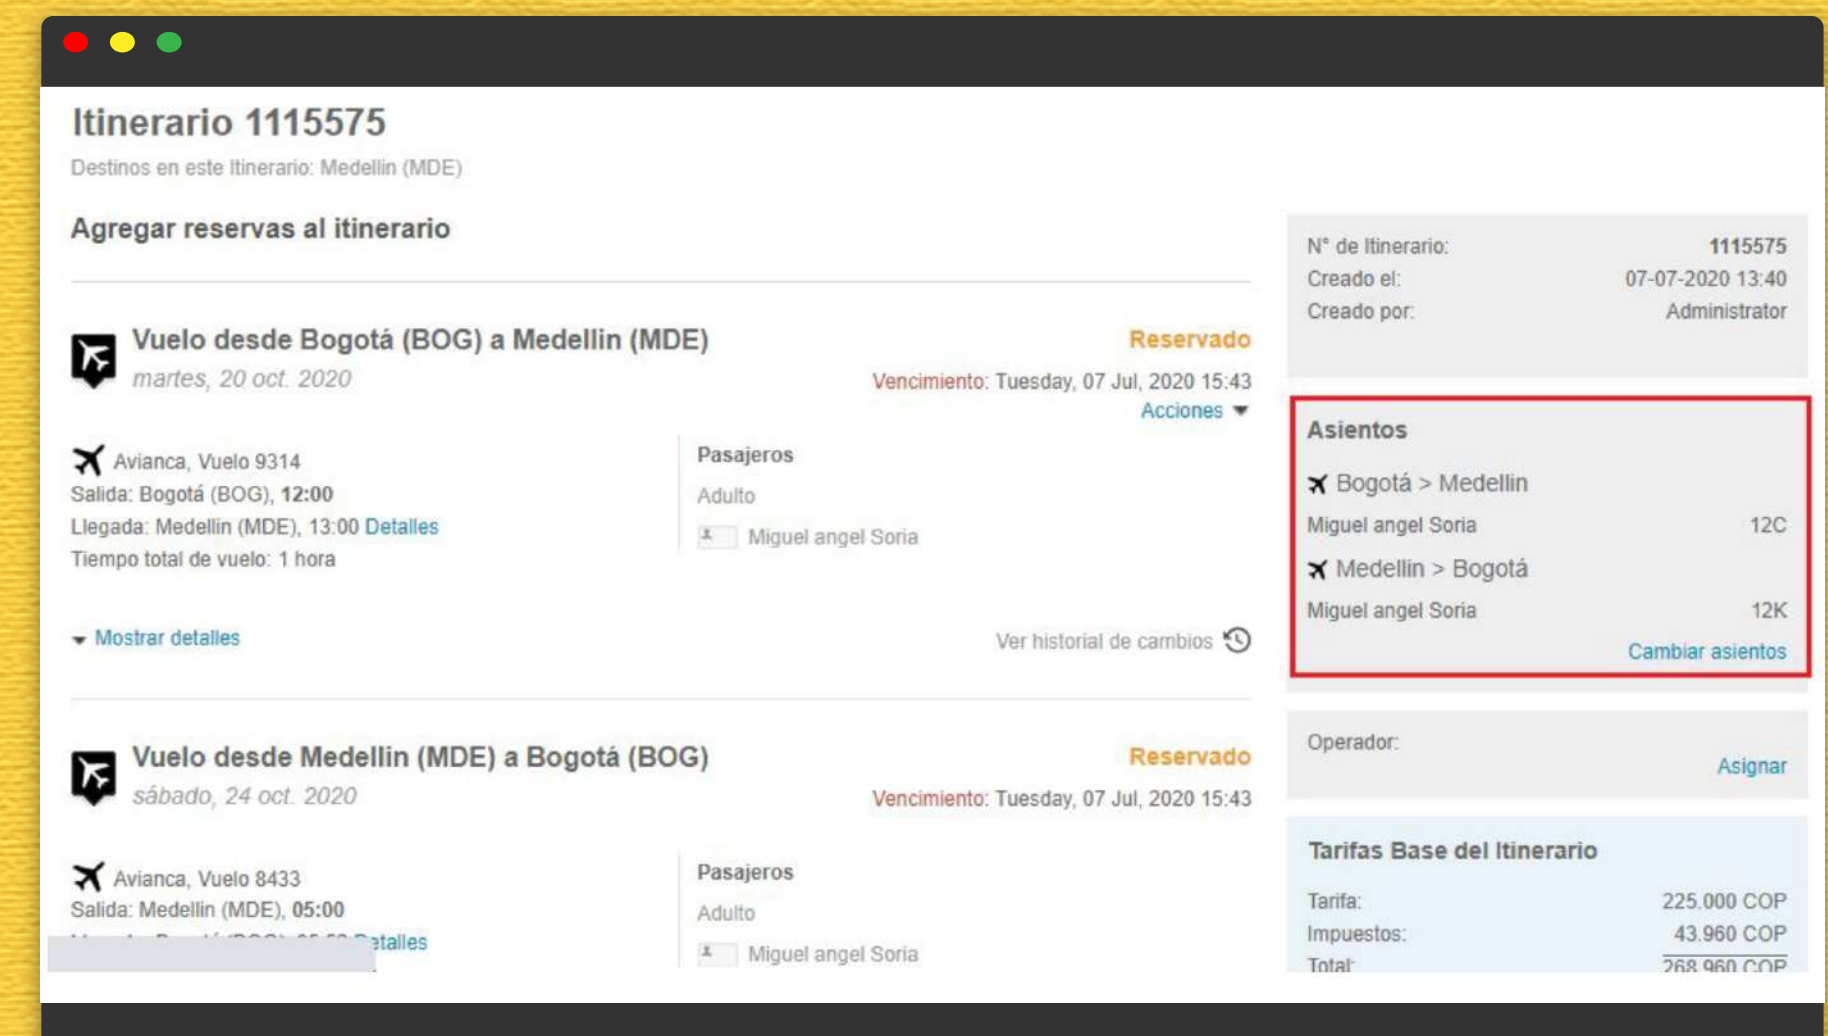 Itinerario 1115575
Destinos en este Itinerario: Medellin (MDE)
Agregar reservas al itinerario
Vuelo desde Bogotá (BOG) a Medellin (MDE)
Reservado
martes, 20 oct. 2020
Vencimiento: Tuesday, 07 Jul, 2020 15:43
Acciones
Avianca, Vuelo 9314
Salida: Bogotá (BOG), 12:00
Llegada: Medellin (MDE), 13:00 Detalles
Tiempo total de vuelo: 1 hora
Pasajeros
Adulto
Miguel angel Soria
Mostrar detalles
Ver historial de cambios
Vuelo desde Medellin (MDE) a Bogotá (BOG)
Reservado
sábado, 24 oct. 2020
Vencimiento: Tuesday, 07 Jul, 2020 15:43
Avianca, Vuelo 8433
Salida: Medellin (MDE), 05:00
Detalles
Pasajeros
Adulto
Miguel angel Soria
N° de Itinerario: 1115575
Creado el: 07-07-2020 13:40
Creado por: Administrator
Asientos
Bogotá > Medellin
Miguel angel Soria 12C
Medellin > Bogotá
Miguel angel Soria 12K
Cambiar asientos
Operador:
Asignar
Tarifas Base del Itinerario
Tarifa: 225.000 COP
Impuestos: 43.960 COP
Total: 268.960 COP